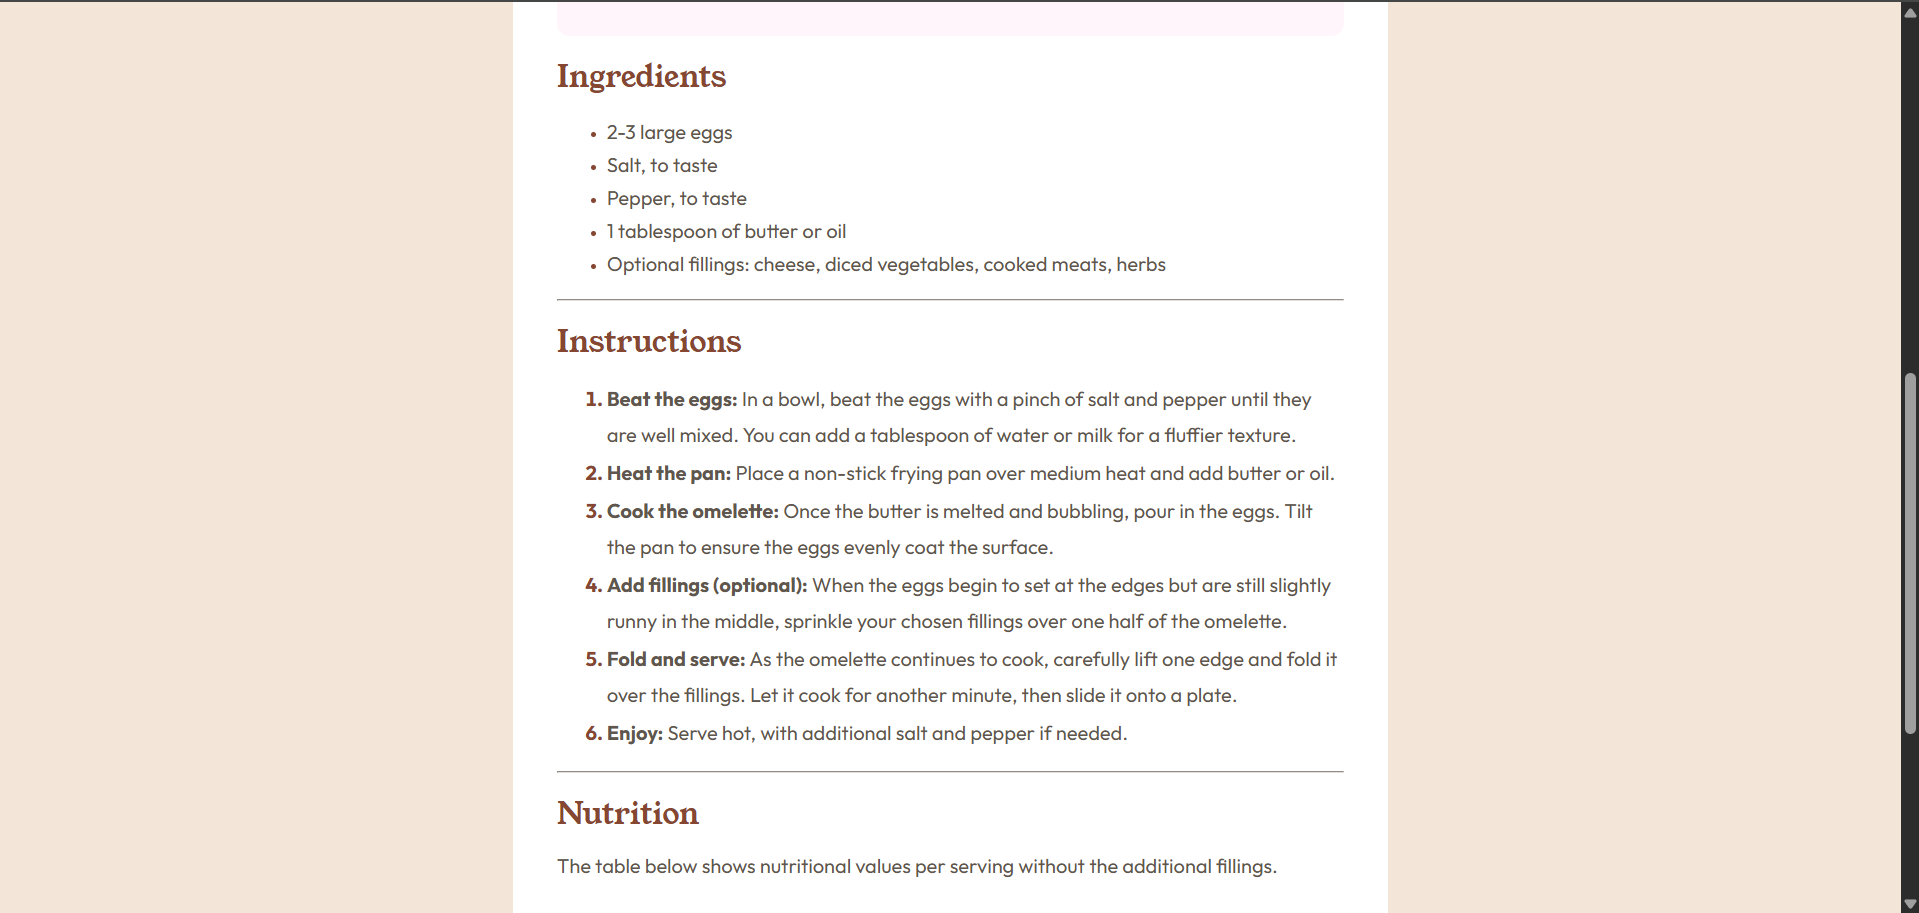 Ingredients
• 2-3 large eggs
• Salt, to taste
• Pepper, to taste
• 1 tablespoon of butter or oil
• Optional fillings: cheese, diced vegetables, cooked meats, herbs
Instructions
1. Beat the eggs: In a bowl, beat the eggs with a pinch of salt and pepper until they
are well mixed. You can add a tablespoon of water or milk for a fluffier texture.
2. Heat the pan: Place a non-stick frying pan over medium heat and add butter or oil.
3. Cook the omelette: Once the butter is melted and bubbling, pour in the eggs. Tilt
the pan to ensure the eggs evenly coat the surface.
4. Add fillings (optional): When the eggs begin to set at the edges but are still slightly
runny in the middle, sprinkle your chosen fillings over one half of the omelette.
5. Fold and serve: As the omelette continues to cook, carefully lift one edge and fold it
over the fillings. Let it cook for another minute, then slide it onto a plate.
6. Enjoy: Serve hot, with additional salt and pepper if needed.
Nutrition
The table below shows nutritional values per serving without the additional fillings.